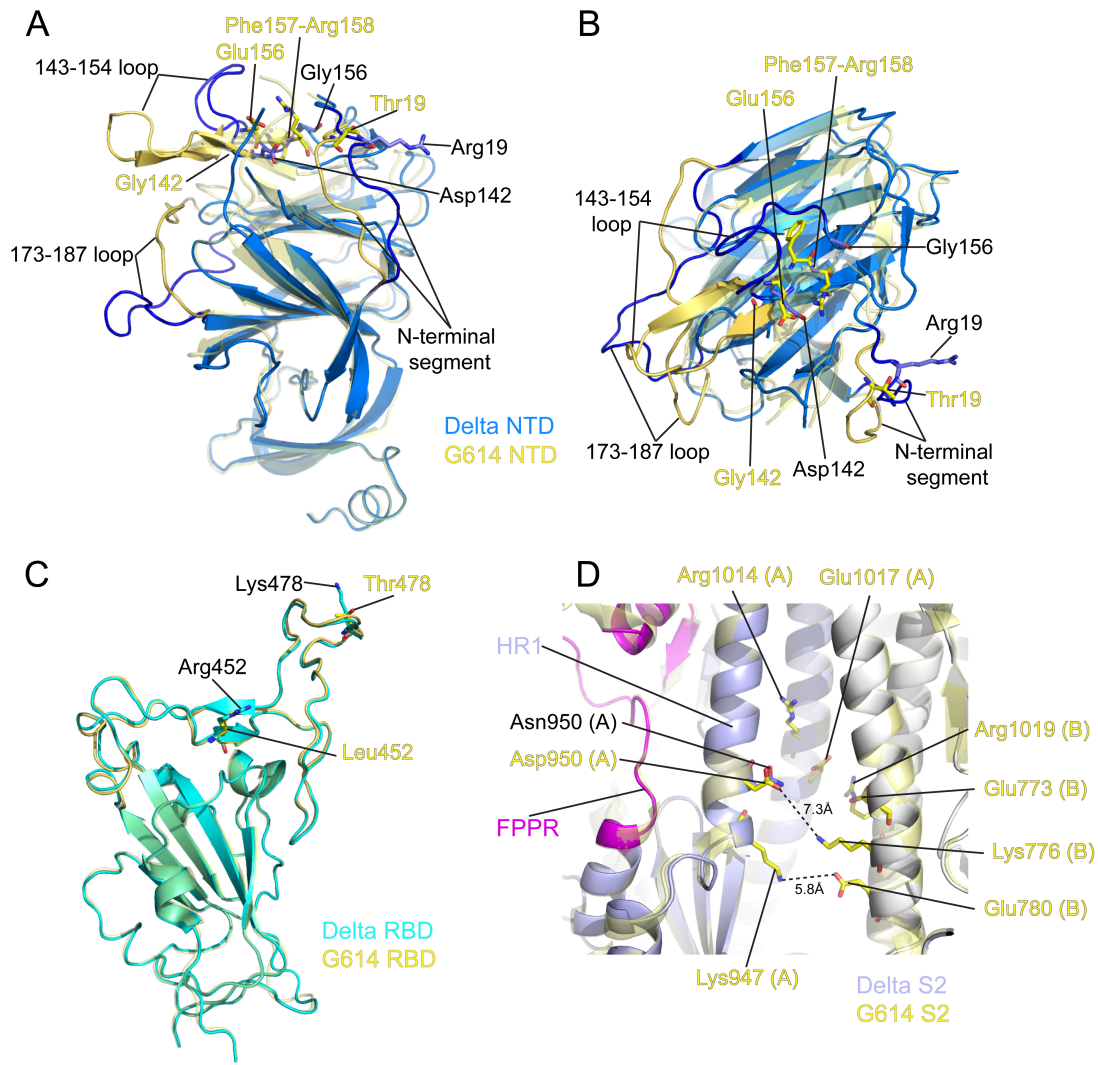 A
Phe157-Arg158
Glu156
143-154 loop
Gly156
Thr19
Arg19
Gly142
Asp142
173-187 loop
N-terminal
segment
Delta NTD
G614 NTD
B
Phe157-Arg158
Glu156
143-154
loop
Gly156
Arg19
Thr19
173-187 loop
Gly142
Asp142
N-terminal
segment
C
Lys478
Thr478
Arg452
Leu452
Delta RBD
G614 RBD
D
Arg1014 (A)
Glu1017 (A)
HR1
Asn950 (A)
Asp950 (A)
Arg1019 (B)
Glu773 (B)
7.3Å
FPPR
Lys776 (B)
5.8Å
Glu780 (B)
Lys947 (A)
Delta S2
G614 S2